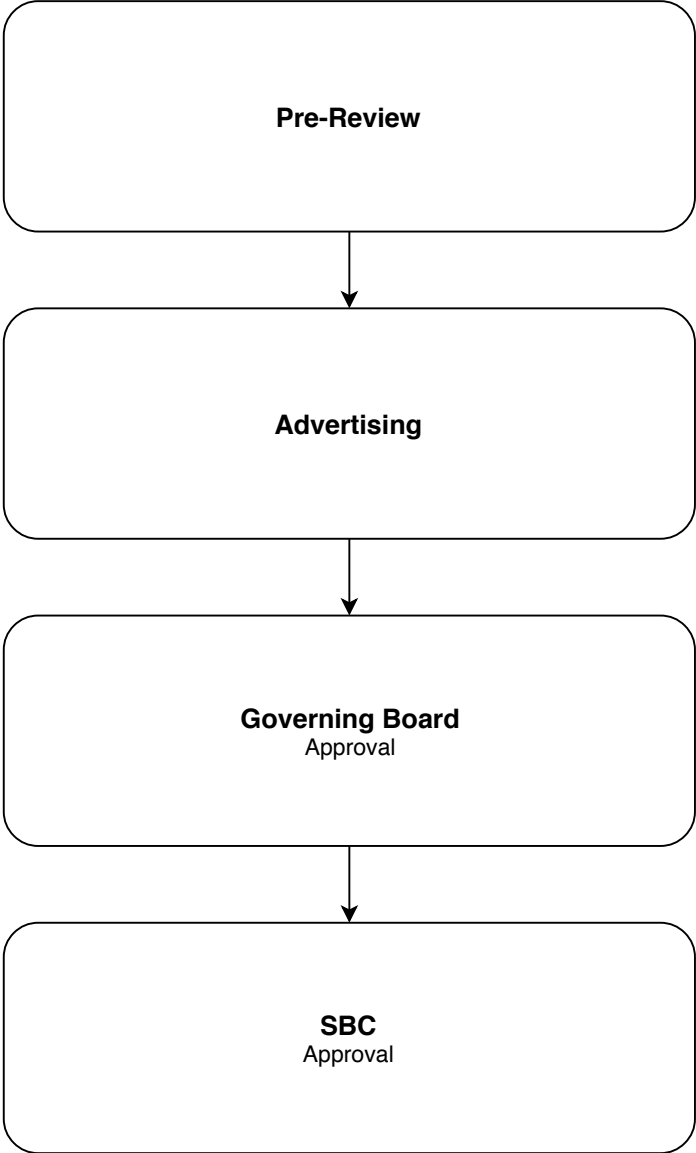 Pre-Review
Advertising
Governing Board
Approval
SBC
Approval